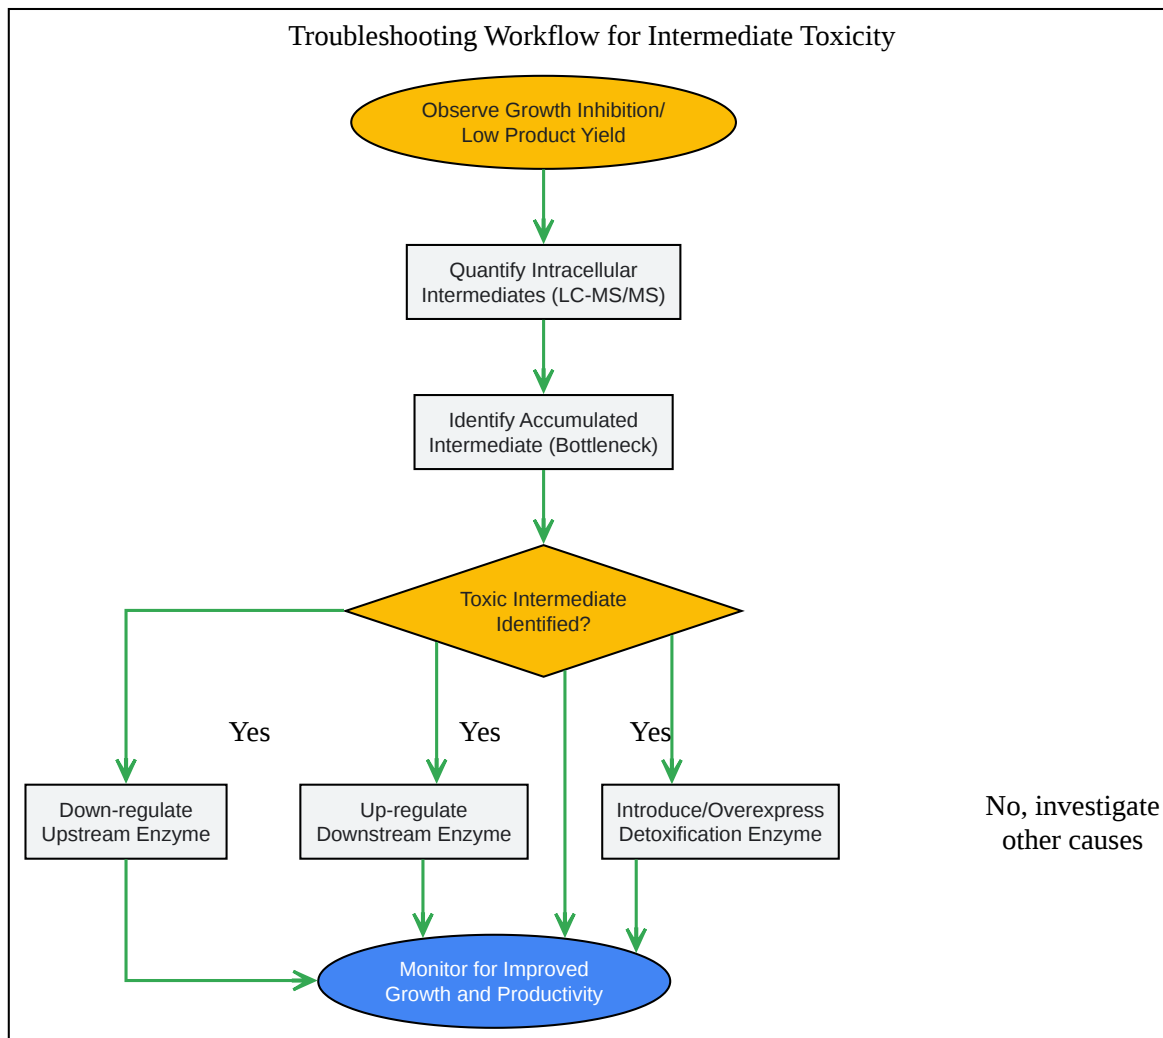 Troubleshooting Workflow for Intermediate Toxicity
Observe Growth Inhibition/
Low Product Yield
Quantify Intracellular
Intermediates (LC-MS/MS)
Identify Accumulated
Intermediate (Bottleneck)
Toxic Intermediate
Identified?
Yes
Yes
Yes
Down-regulate
Upstream Enzyme
Up-regulate
Downstream Enzyme
Introduce/Overexpress
Detoxification Enzyme
No, investigate
other causes
Monitor for Improved
Growth and Productivity